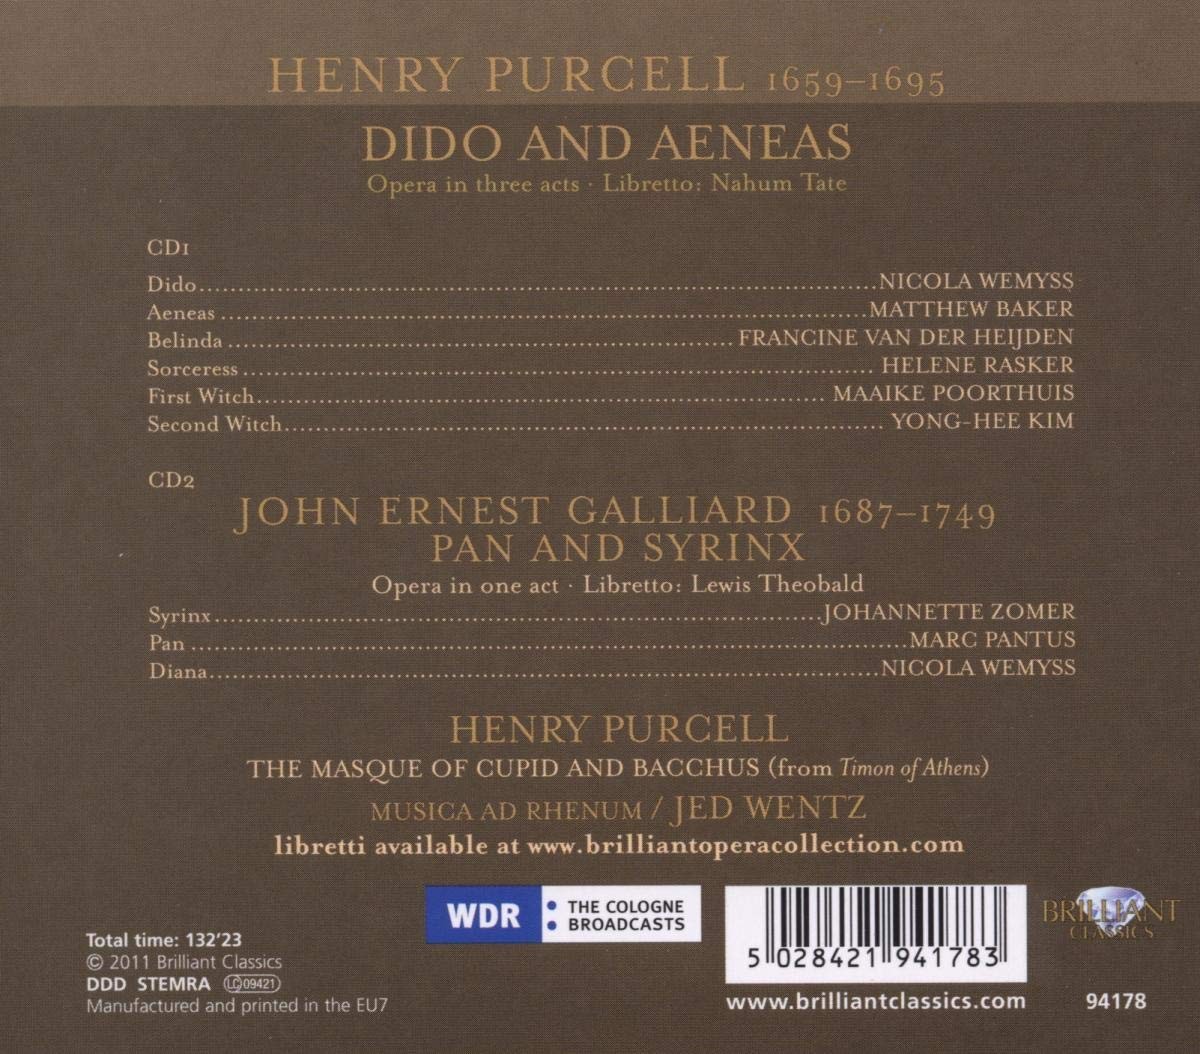 HENRY PURCELL 1659–1695
DIDO AND AENEAS
Opera in three acts · Libretto: Nahum Tate
CD1
Dido........................................................................................NICOLA WEMYSS
Aeneas ....................................................................................MATTHEW BAKER
Belinda ..................................................................FRANCINE VAN DER HEIJDEN
Sorceress ..................................................................................HELENE RASKER
First Witch.......................................................................... MAAIKE POORTHUIS
Second Witch.............................................................................. YONG-HEE KIM
CD2
JOHN ERNEST GALLIARD 1687–1749
PAN AND SYRINX
Opera in one act · Libretto: Lewis Theobald
Syrinx...............................................................................JOHANNETTE ZOMER
Pan .............................................................................................MARC PANTUS
Diana.......................................................................................NICOLA WEMYSS
HENRY PURCELL
THE MASQUE OF CUPID AND BACCHUS (from Timon of Athens)
MUSICA AD RHENUM / JED WENTZ
libretti available at www.brilliantoperacollection.com
WDR : THE COLOGNE
BROADCASTS
5 028421 941783
BRILLIANT
CLASSICS
Total time: 132’23
© 2011 Brilliant Classics
DDD STEMRA LC 09421
Manufactured and printed in the EU7
www.brilliantclassics.com
94178